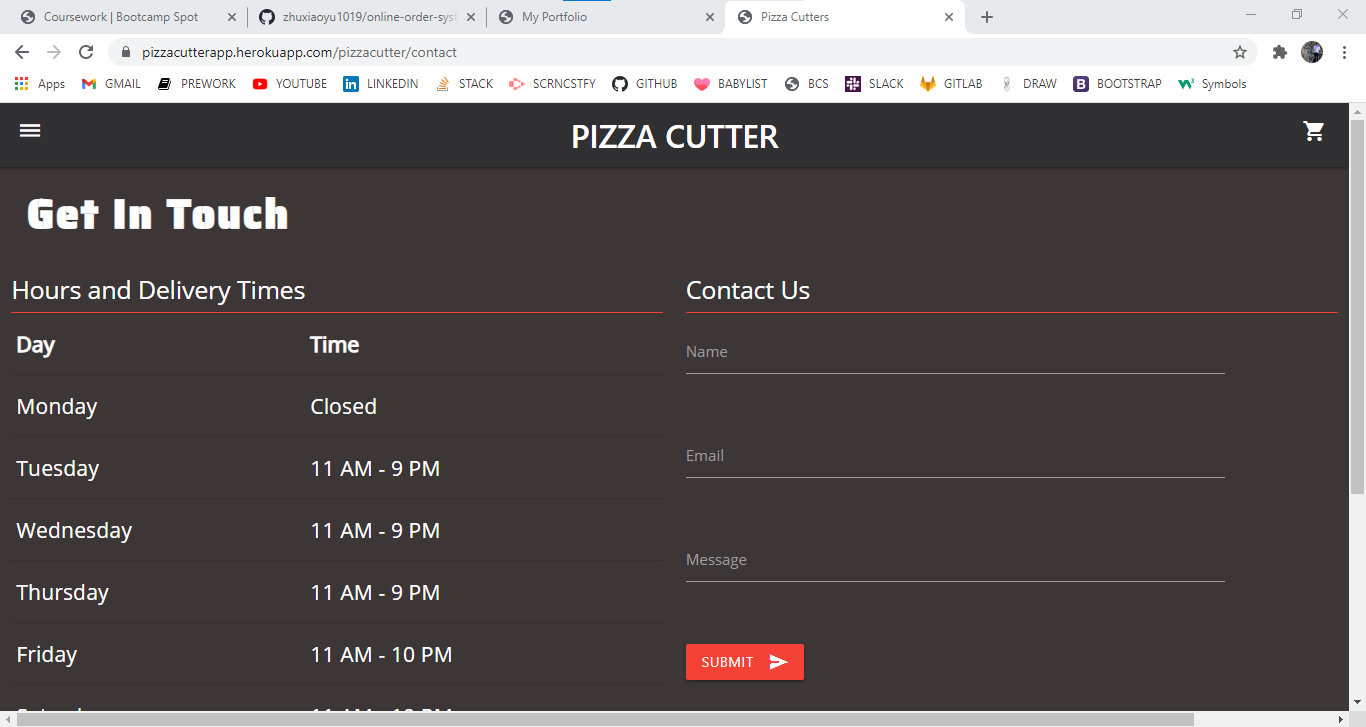 Coursework | Bootcamp Spot
zhuxiaoyu1019/online-order-syst
My Portfolio
Pizza Cutters
pizzacutterapp.herokuapp.com/pizzacutter/contact
Apps GMAIL PREWORK YOUTUBE LINKEDIN STACK SCRNCSTFY GITHUB BABYLIST BCS SLACK GITLAB DRAW BOOTSTRAP Symbols
PIZZA CUTTER
Get In Touch
Hours and Delivery Times
Day Time
Monday Closed
Tuesday 11 AM - 9 PM
Wednesday 11 AM - 9 PM
Thursday 11 AM - 9 PM
Friday 11 AM - 10 PM
Contact Us
Name
Email
Message
SUBMIT